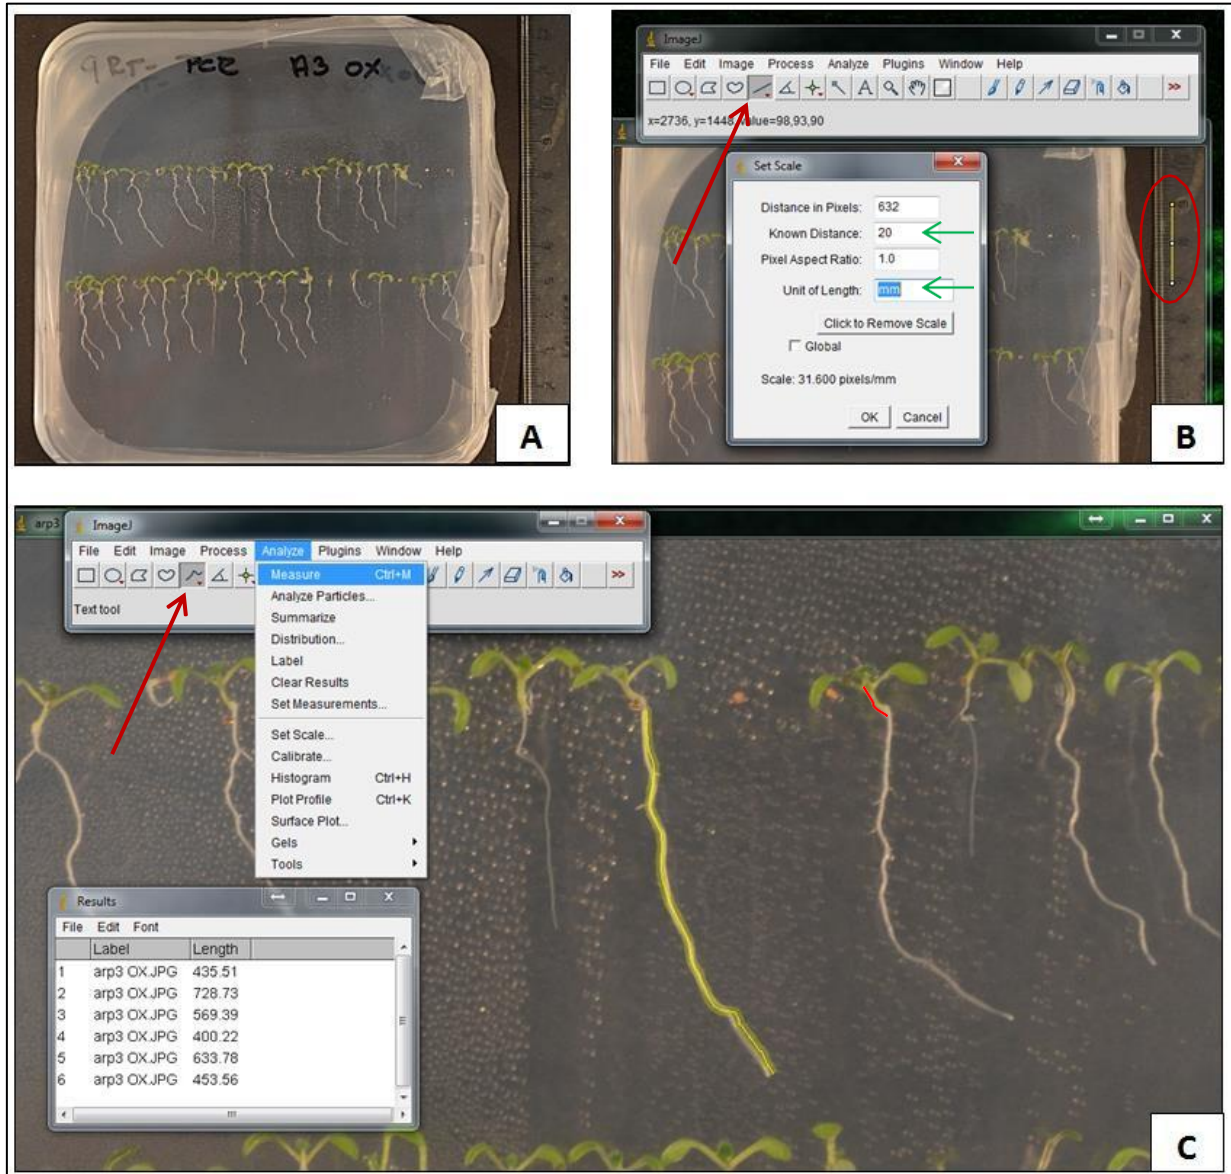 qRT- PCR A3 OX
A
ImageJ
File Edit Image Process Analyze Plugins Window Help
x=2736, y=1448, value=98,93,90
Set Scale
Distance in Pixels: 632
Known Distance: 20
Pixel Aspect Ratio: 1.0
Unit of Length: mm
Click to Remove Scale
Global
Scale: 31.600 pixels/mm
OK Cancel
B
arp3
ImageJ
File Edit Image Process Analyze Plugins Window Help
Measure Ctrl+M
Analyze Particles...
Text tool
Summarize
Distribution...
Label
Clear Results
Set Measurements...
Set Scale...
Calibrate...
Histogram Ctrl+H
Plot Profile Ctrl+K
Surface Plot...
Gels
Tools
Results
File Edit Font
Label Length
1 arp3 OX.JPG 435.51
2 arp3 OX.JPG 728.73
3 arp3 OX.JPG 569.39
4 arp3 OX.JPG 400.22
5 arp3 OX.JPG 633.78
6 arp3 OX.JPG 453.56
C